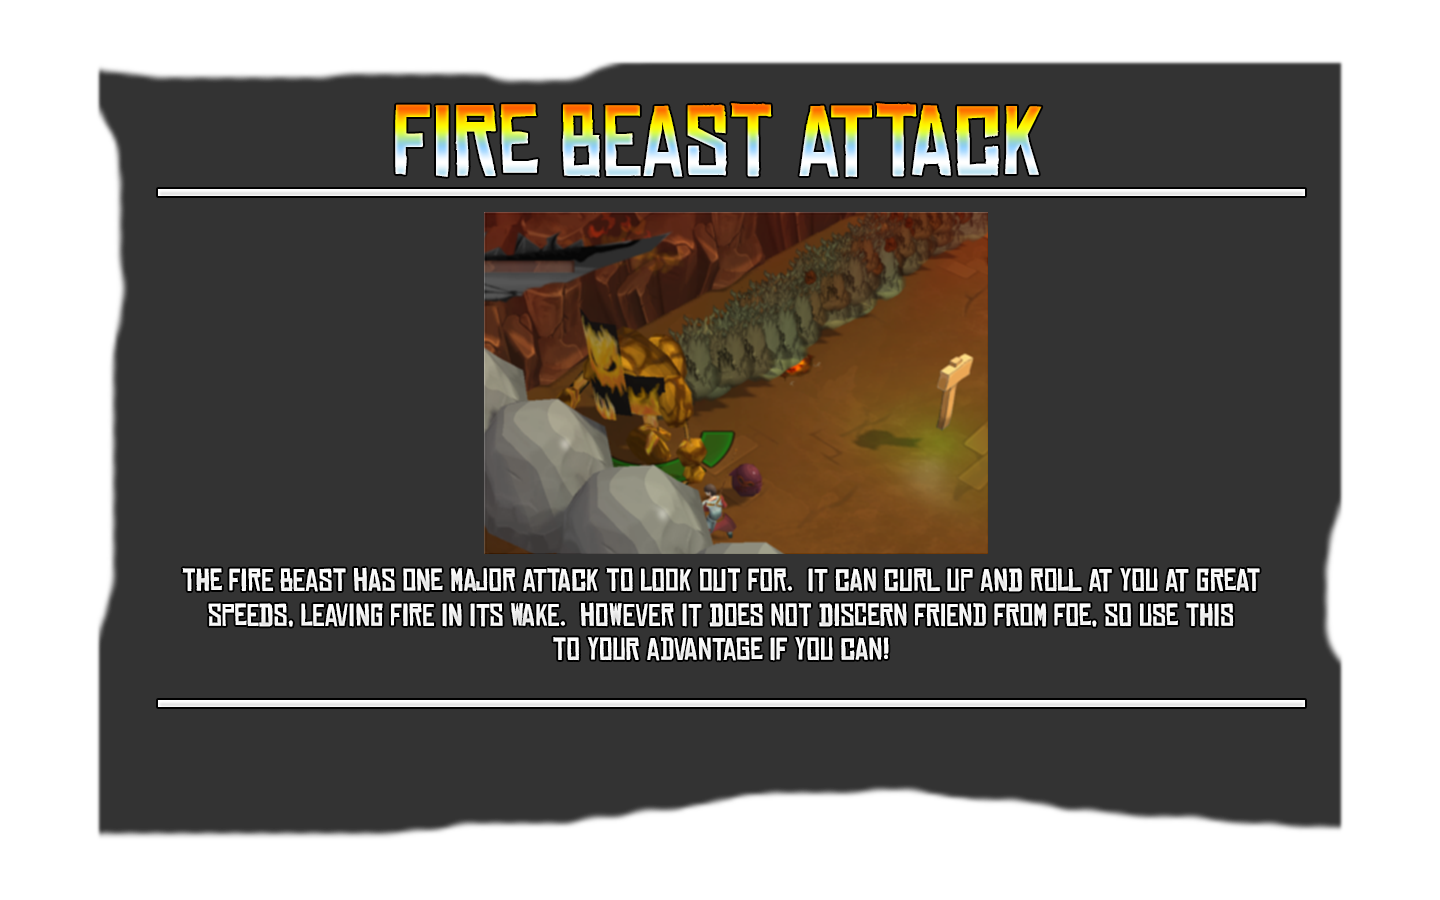 FIRE BEAST ATTACK
THE FIRE BEAST HAS ONE MAJOR ATTACK TO LOOK OUT FOR.  IT CAN CURL UP AND ROLL AT YOU AT GREAT
SPEEDS, LEAVING FIRE IN ITS WAKE.  HOWEVER IT DOES NOT DISCERN FRIEND FROM FOE, SO USE THIS
TO YOUR ADVANTAGE IF YOU CAN!